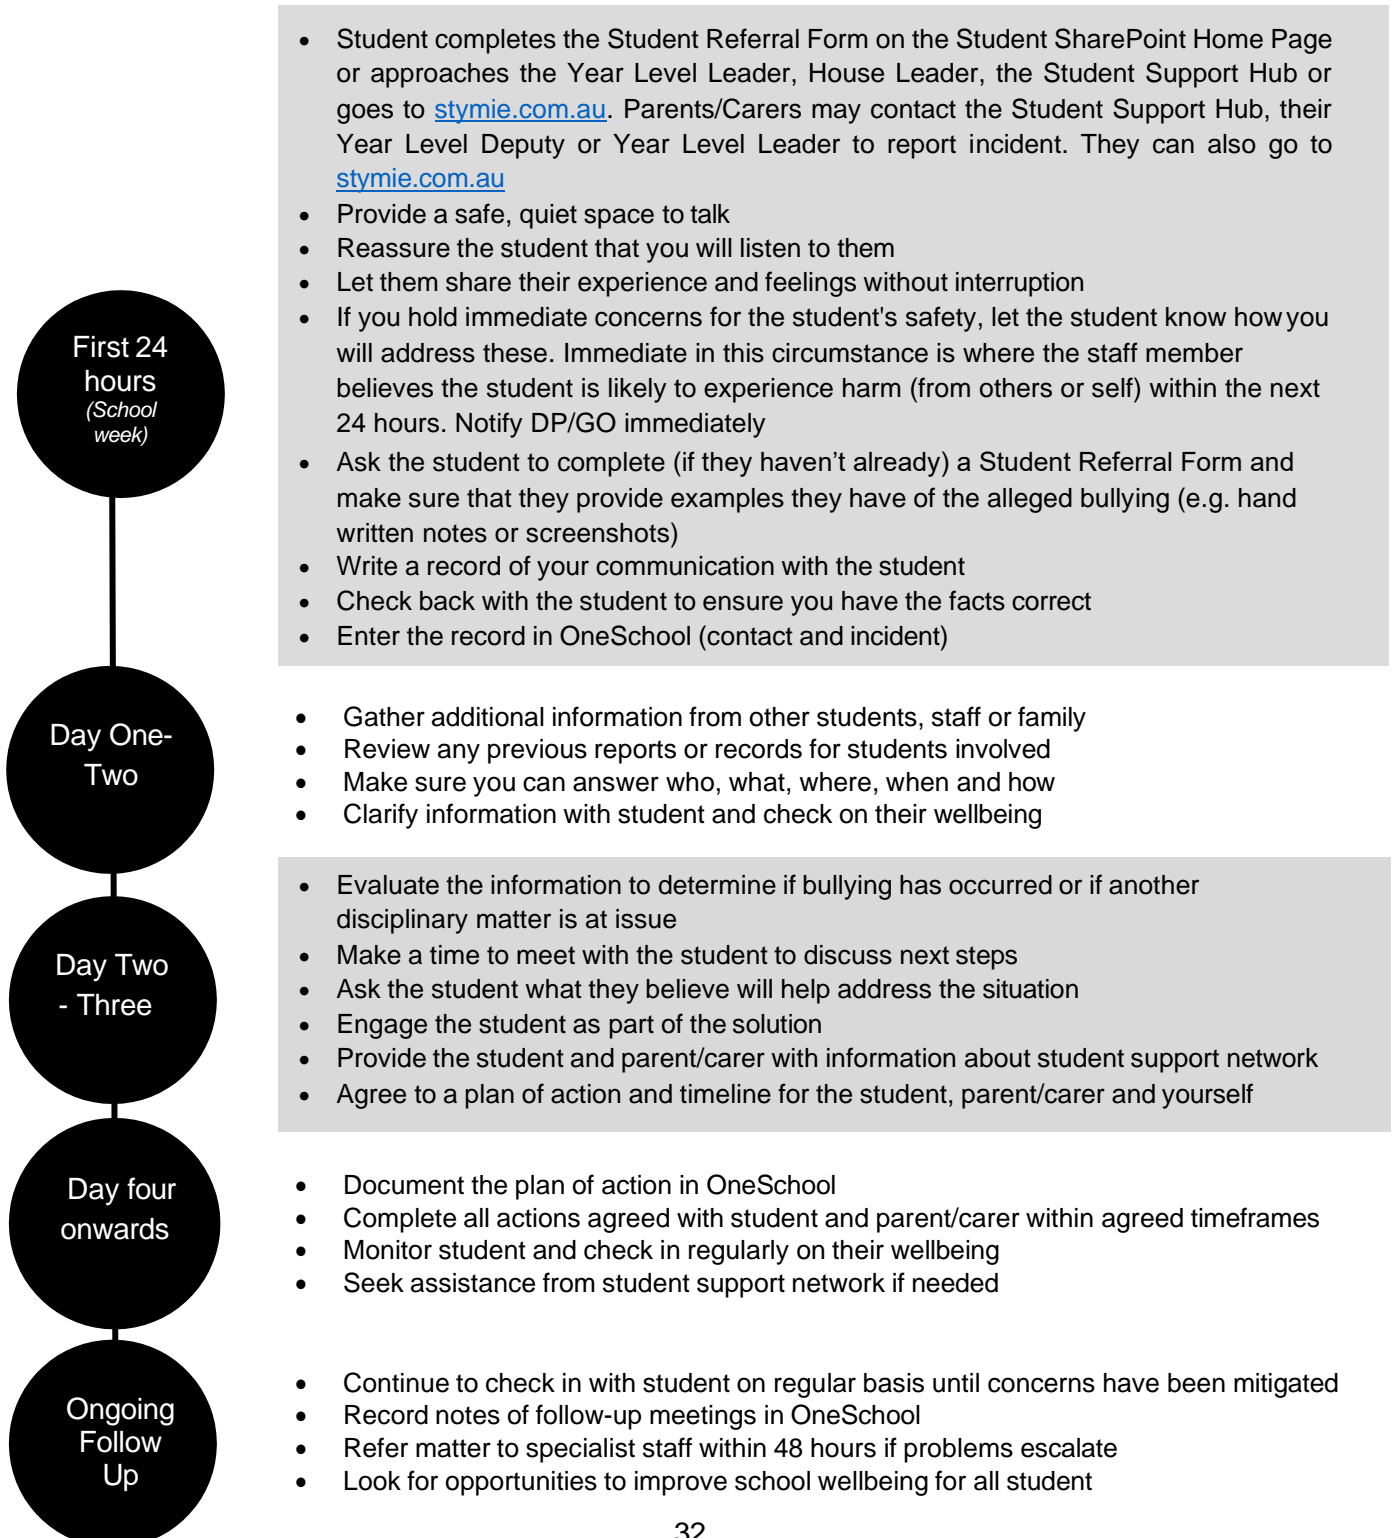 • Student completes the Student Referral Form on the Student SharePoint Home Page
or approaches the Year Level Leader, House Leader, the Student Support Hub or
goes to stymie.com.au. Parents/Carers may contact the Student Support Hub, their
Year Level Deputy or Year Level Leader to report incident. They can also go to
stymie.com.au
• Provide a safe, quiet space to talk
• Reassure the student that you will listen to them
• Let them share their experience and feelings without interruption
• If you hold immediate concerns for the student's safety, let the student know how you
will address these. Immediate in this circumstance is where the staff member
believes the student is likely to experience harm (from others or self) within the next
24 hours. Notify DP/GO immediately
• Ask the student to complete (if they haven’t already) a Student Referral Form and
make sure that they provide examples they have of the alleged bullying (e.g. hand
written notes or screenshots)
• Write a record of your communication with the student
• Check back with the student to ensure you have the facts correct
• Enter the record in OneSchool (contact and incident)
First 24
hours
(School
week)
Day One-
Two
• Gather additional information from other students, staff or family
• Review any previous reports or records for students involved
• Make sure you can answer who, what, where, when and how
• Clarify information with student and check on their wellbeing
Day Two
- Three
• Evaluate the information to determine if bullying has occurred or if another
disciplinary matter is at issue
• Make a time to meet with the student to discuss next steps
• Ask the student what they believe will help address the situation
• Engage the student as part of the solution
• Provide the student and parent/carer with information about student support network
• Agree to a plan of action and timeline for the student, parent/carer and yourself
Day four
onwards
• Document the plan of action in OneSchool
• Complete all actions agreed with student and parent/carer within agreed timeframes
• Monitor student and check in regularly on their wellbeing
• Seek assistance from student support network if needed
Ongoing
Follow
Up
• Continue to check in with student on regular basis until concerns have been mitigated
• Record notes of follow-up meetings in OneSchool
• Refer matter to specialist staff within 48 hours if problems escalate
• Look for opportunities to improve school wellbeing for all student
32